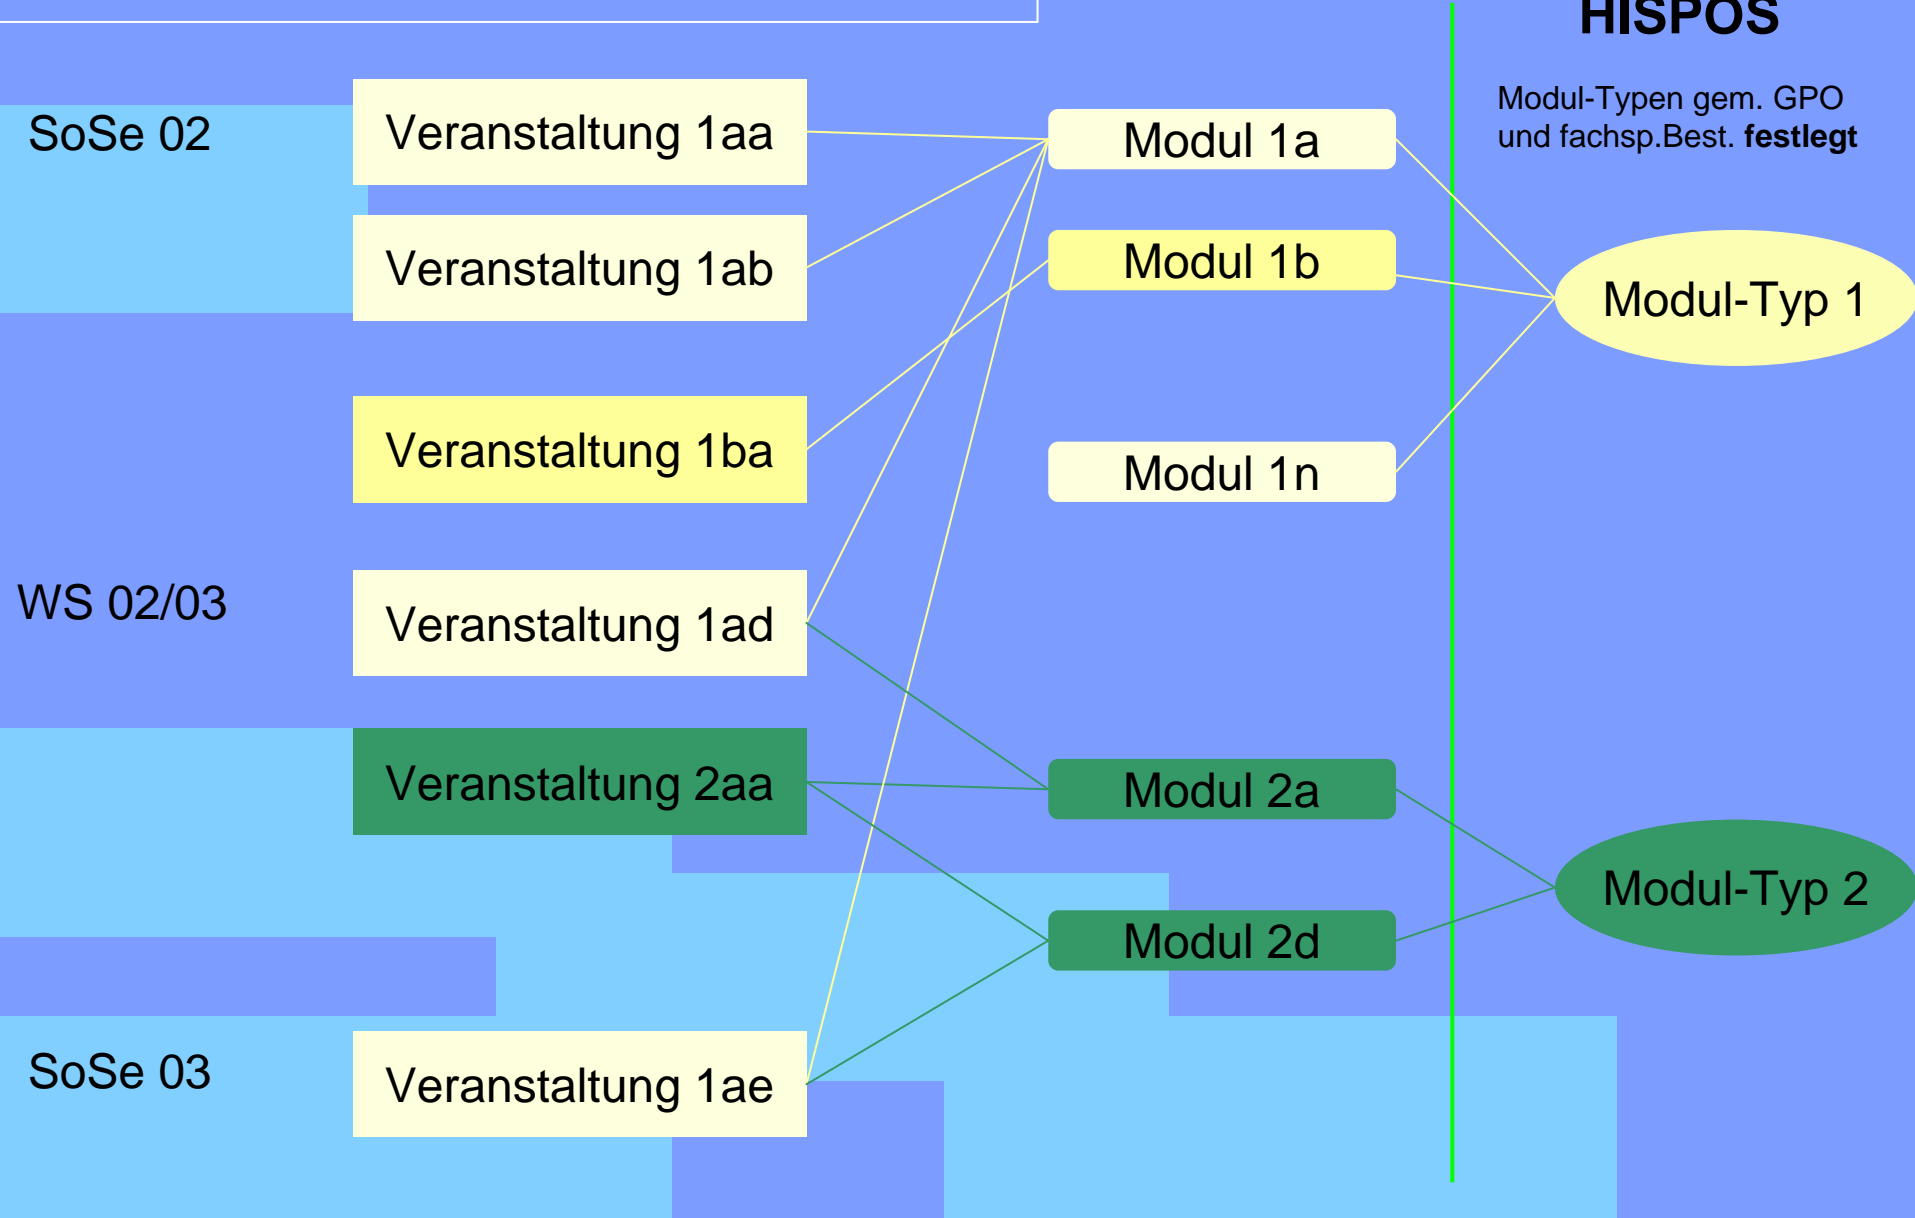 HISPOS
Modul-Typen gem. GPO
und fachsp.Best. festlegt
SoSe 02
Veranstaltung 1aa
Modul 1a
Veranstaltung 1ab
Modul 1b
Modul-Typ 1
Veranstaltung 1ba
Modul 1n
WS 02/03
Veranstaltung 1ad
Veranstaltung 2aa
Modul 2a
Modul-Typ 2
Modul 2d
SoSe 03
Veranstaltung 1ae